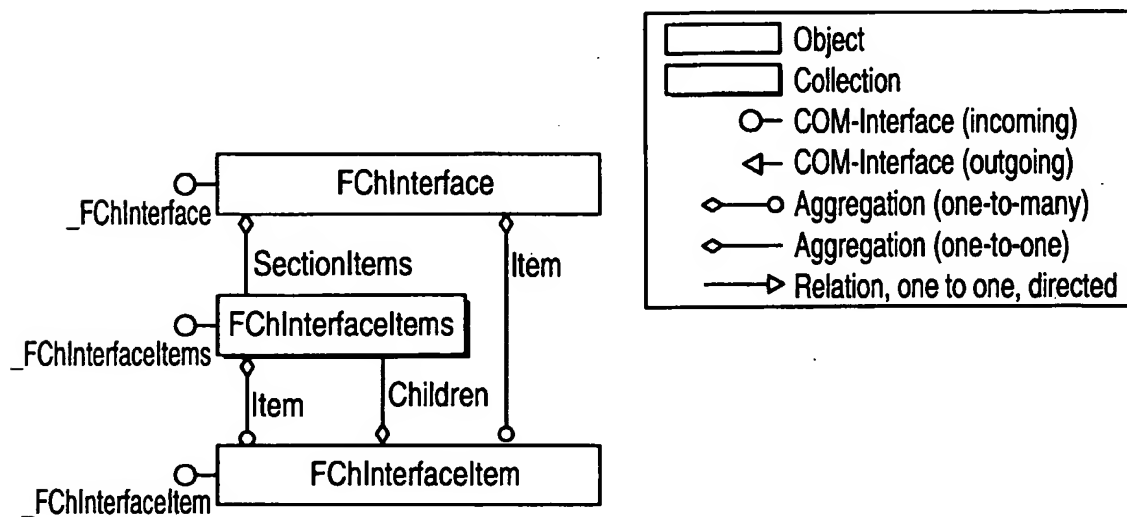 Object
Collection
COM-Interface (incoming)
COM-Interface (outgoing)
Aggregation (one-to-many)
Aggregation (one-to-one)
Relation, one to one, directed
FChInterface
_FChInterface
SectionItems
Item
FChInterfaceItems
_FChInterfaceItems
Item
Children
FChInterfaceItem
_FChInterfaceItem